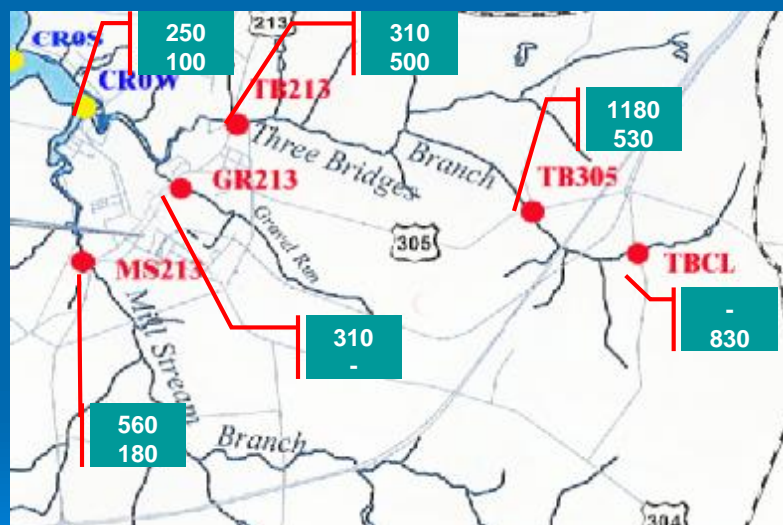 213
CR0S
250
100
310
500
CR0W
TB213
1180
530
Three Bridges
Branch
GR213
TB305
Gravel Run
305
MS213
TBCL
Mill Stream
310
-
-
830
560
180
Branch
304